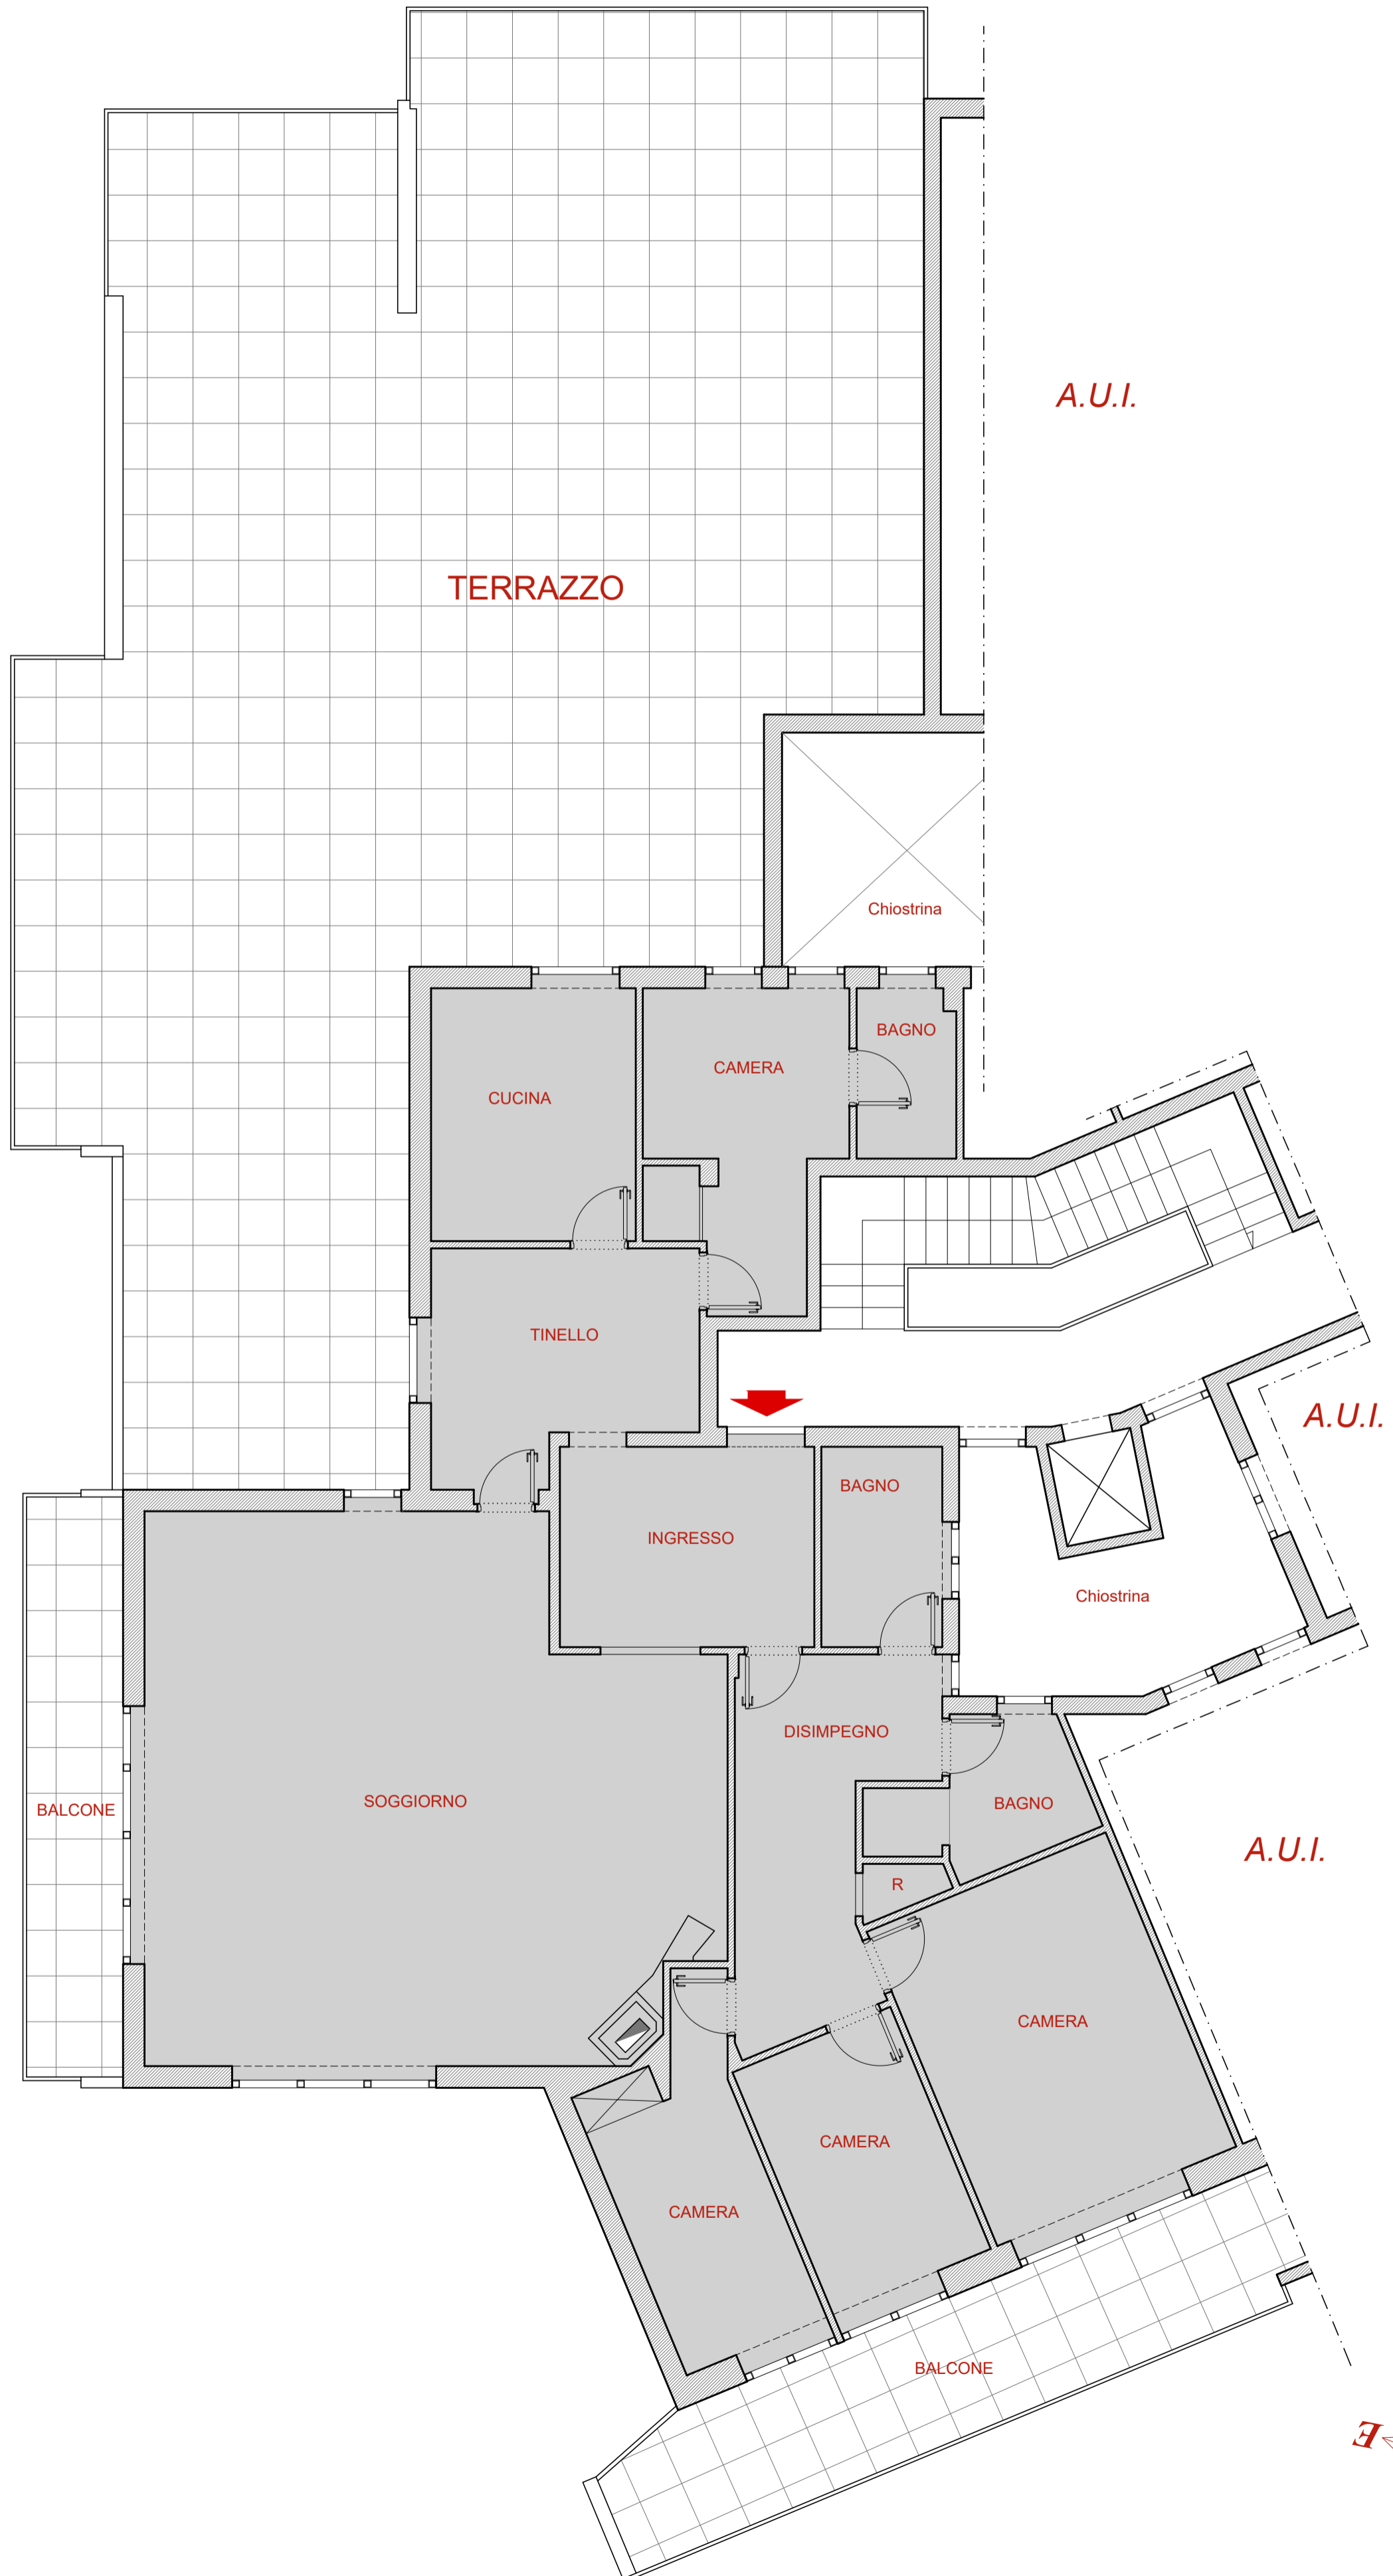 A.U.I.
TERRAZZO
Chiostrina
BAGNO
CAMERA
CUCINA
TINELLO
A.U.I.
BAGNO
INGRESSO
Chiostrina
DISIMPEGNO
SOGGIORNO
BALCONE
BAGNO
A.U.I.
R
CAMERA
CAMERA
CAMERA
BALCONE
E